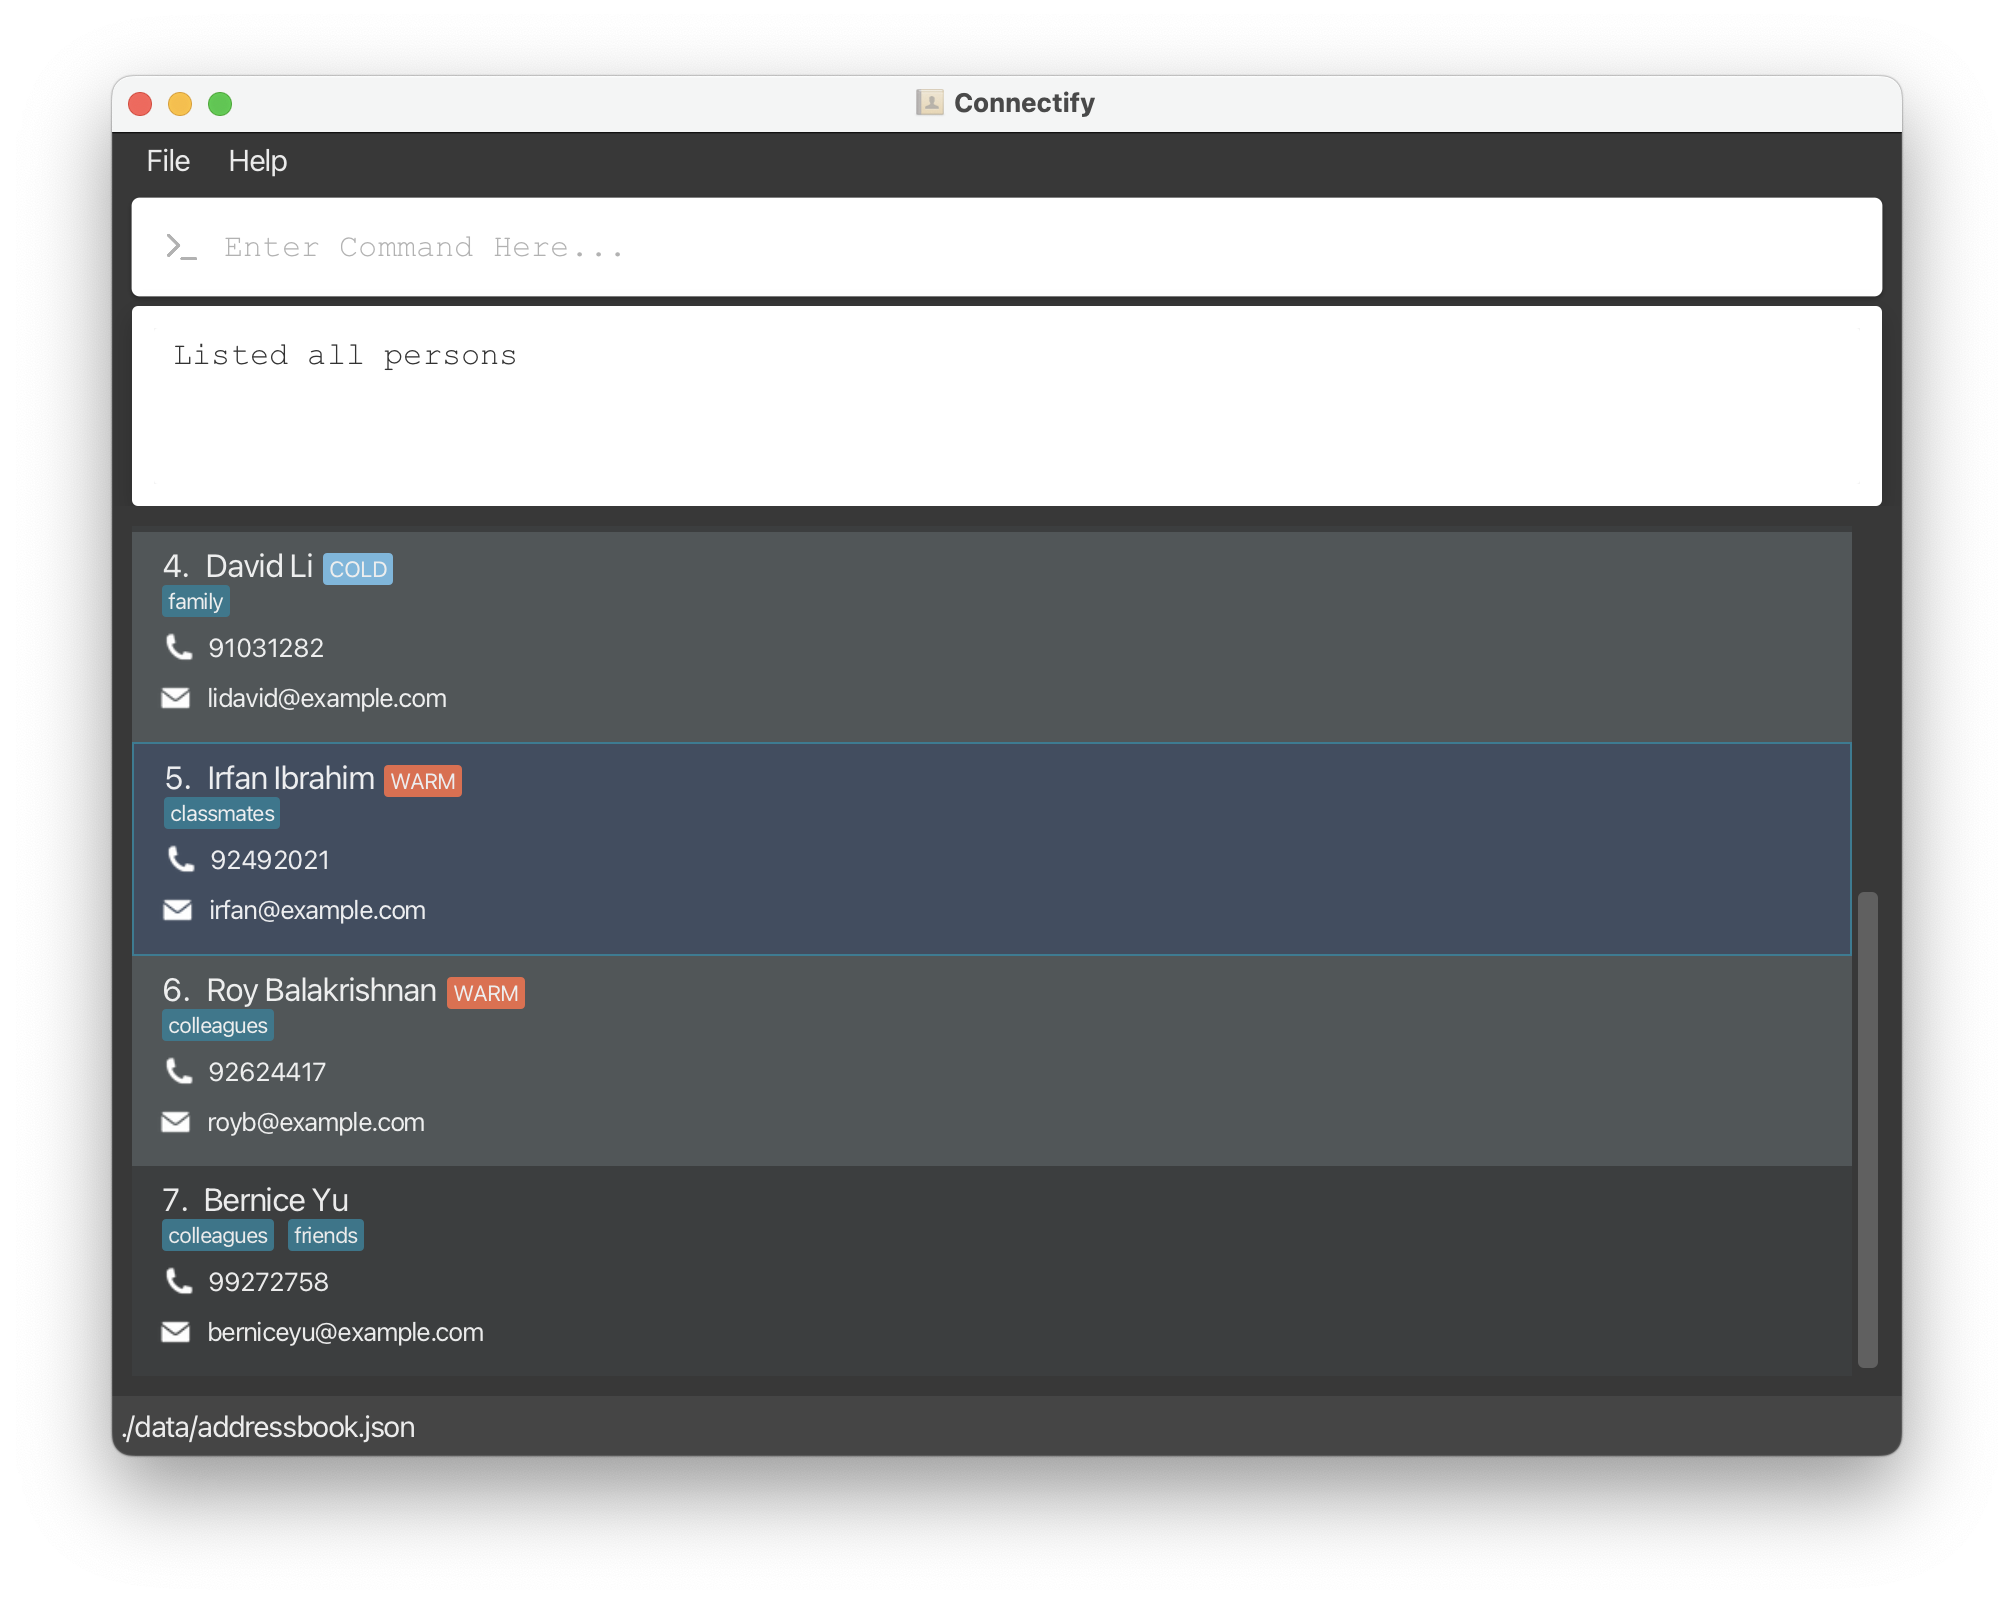 Connectify
File Help
>_ Enter Command Here...
Listed all persons
4. David Li COLD
family
91031282
lidavid@example.com
5. Irfan Ibrahim WARM
classmates
92492021
irfan@example.com
6. Roy Balakrishnan WARM
colleagues
92624417
royb@example.com
7. Bernice Yu
colleagues friends
99272758
berniceyu@example.com
./data/addressbook.json